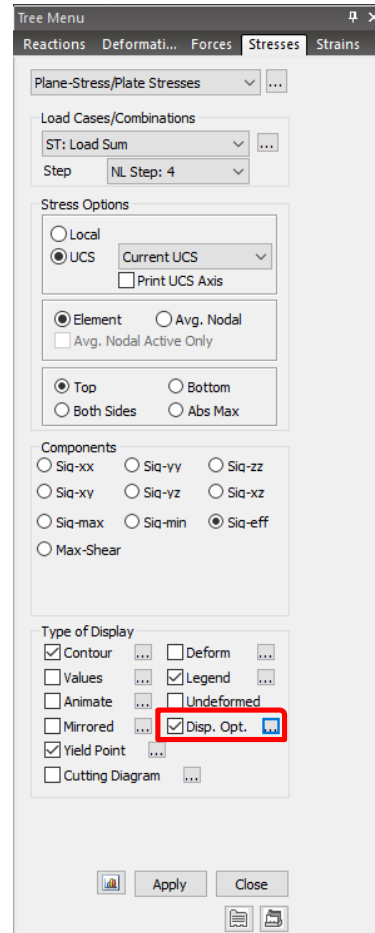 Tree Menu
Reactions Deformati... Forces Stresses Strains
Plane-Stress/Plate Stresses ...
Load Cases/Combinations
ST: Load Sum ...
Step NL Step: 4
Stress Options
Local
UCS Current UCS
Print UCS Axis
Element Avg. Nodal
Avg. Nodal Active Only
Top Bottom
Both Sides Abs Max
Components
Sig-xx Sig-yy Sig-zz
Sig-xy Sig-yz Sig-xz
Sig-max Sig-min Sig-eff
Max-Shear
Type of Display
Contour ... Deform ...
Values ... Legend ...
Animate ... Undeformed
Mirrored ... Disp. Opt. ...
Yield Point ...
Cutting Diagram ...
Apply Close